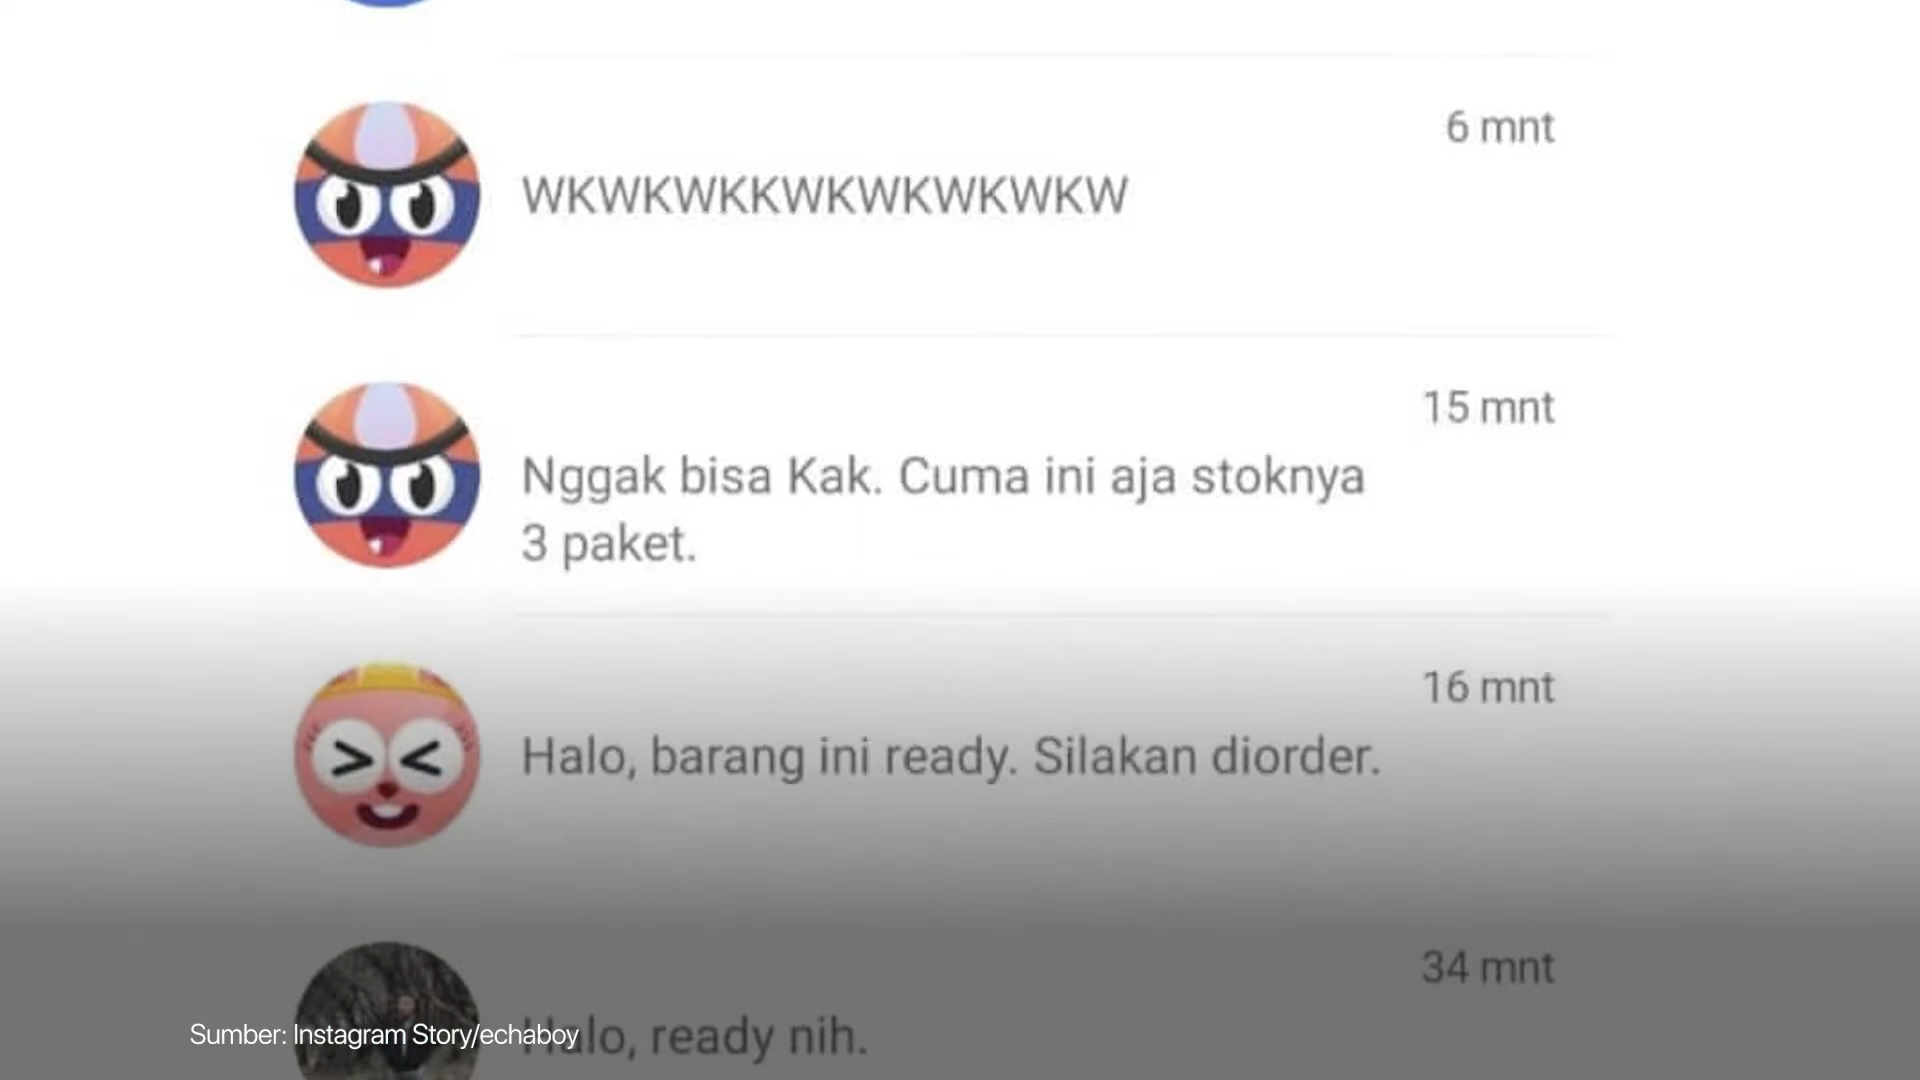 6 mnt
WKWKWKKWKWKWKWKW
15 mnt
Nggak bisa Kak. Cuma ini aja stoknya
3 paket.
16 mnt
Halo, barang ini ready. Silakan diorder.
34 mnt
Halo, ready nih.
Sumber: Instagram Story/echaboy